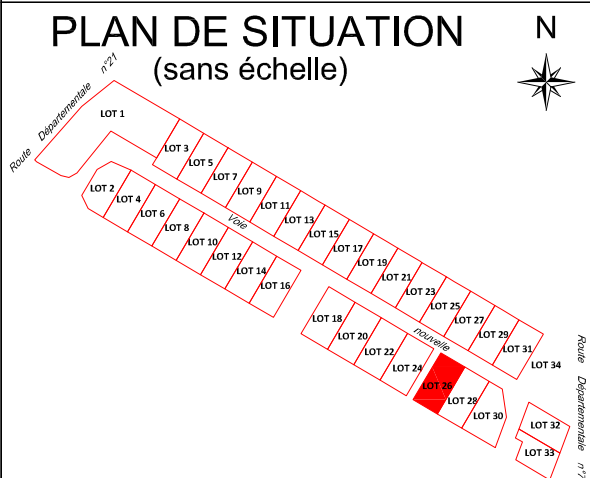 PLAN DE SITUATION
(sans échelle)
N
Route Départementale n°21
LOT 1
LOT 3
LOT 5
LOT 7
LOT 9
LOT 11
LOT 13
LOT 15
LOT 17
LOT 19
LOT 21
LOT 23
LOT 25
LOT 27
LOT 29
LOT 31
LOT 34
Voie nouvelle
LOT 2
LOT 4
LOT 6
LOT 8
LOT 10
LOT 12
LOT 14
LOT 16
LOT 18
LOT 20
LOT 22
LOT 24
LOT 26
LOT 28
LOT 30
LOT 32
LOT 33
Route Départementale